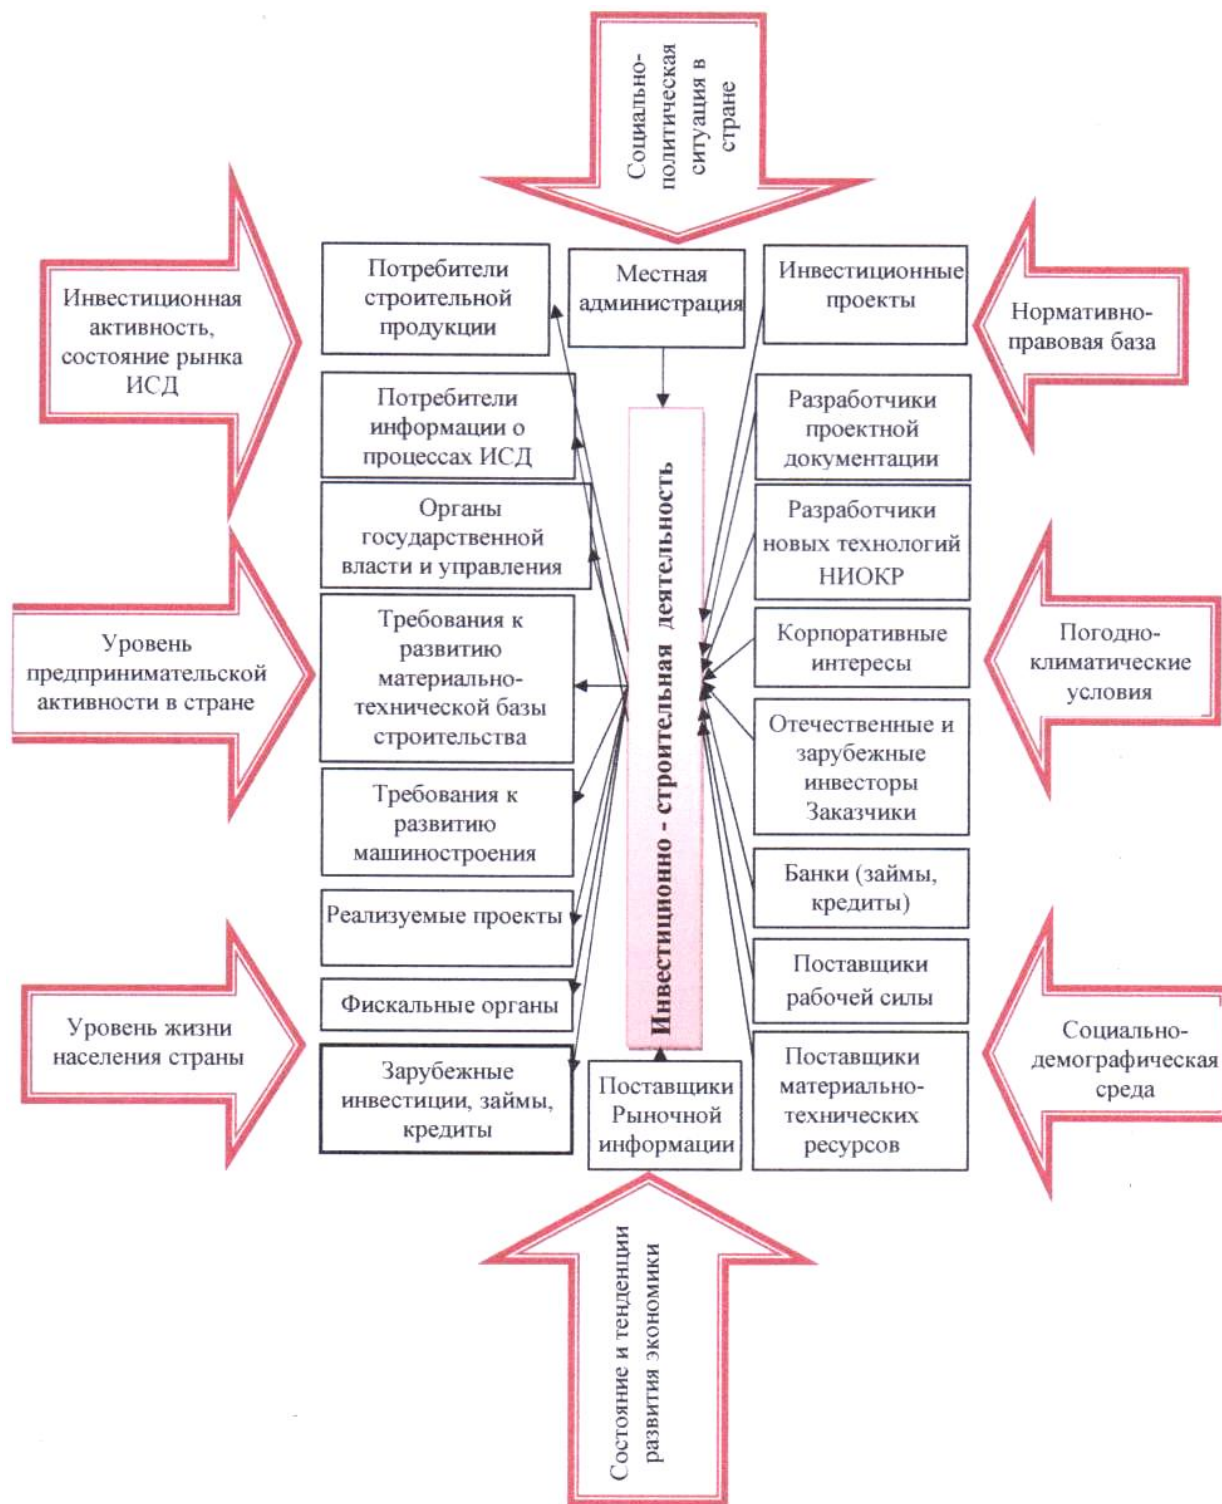 Социально-
политическая
ситуация в
стране
Инвестиционная
активность,
состояние рынка
ИСД
Потребители
строительной
продукции
Местная
администрация
Инвестиционные
проекты
Нормативно-
правовая база
Потребители
информации о
процессах ИСД
Разработчики
проектной
документации
Органы
государственной
власти и управления
Разработчики
новых технологий
НИОКР
Инвестиционно - строительная деятельность
Уровень
предпринимательской
активности в стране
Требования к
развитию
материально-
технической базы
строительства
Корпоративные
интересы
Погодно-
климатические
условия
Отечественные и
зарубежные
инвесторы
Заказчики
Требования к
развитию
машиностроения
Банки (займы,
кредиты)
Реализуемые проекты
Поставщики
рабочей силы
Фискальные органы
Уровень жизни
населения страны
Зарубежные
инвестиции, займы,
кредиты
Поставщики
Рыночной
информации
Поставщики
материально-
технических
ресурсов
Социально-
демографическая
среда
Состояние и тенденции
развития экономики